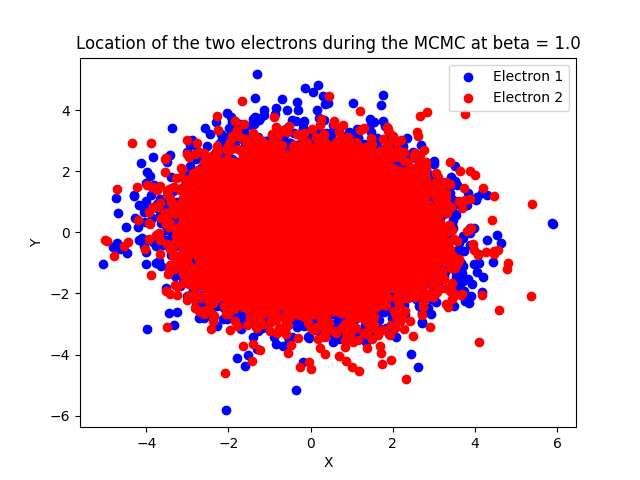 Location of the two electrons during the MCMC at beta = 1.0
Electron 1
Electron 2
4
2
0
−2
−4
−6
Y
−4
−2
0
2
4
6
X